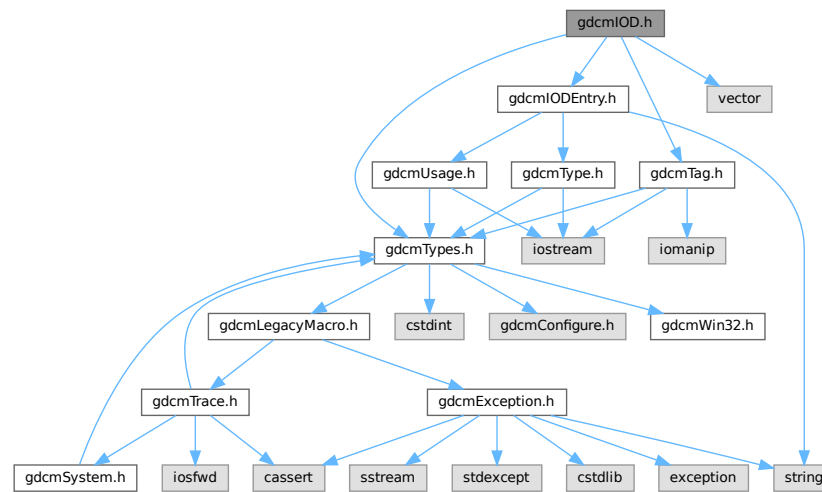 gdcmIOD.h
gdcmIODEntry.h
vector
gdcmUsage.h
gdcmType.h
gdcmTag.h
gdcmTypes.h
iostream
iomanip
gdcmLegacyMacro.h
cstdint
gdcmConfigure.h
gdcmWin32.h
gdcmTrace.h
gdcmException.h
gdcmSystem.h
iosfwd
cassert
sstream
stdexcept
cstdlib
exception
string